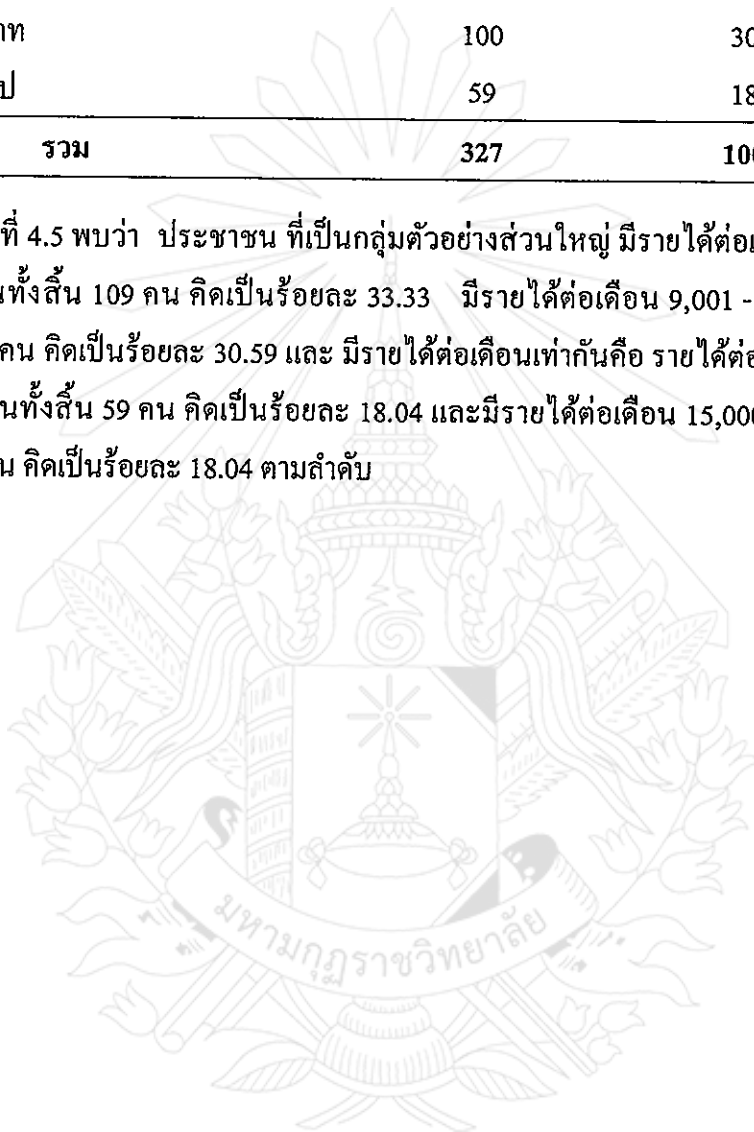 าท 100 30
ป 59 18
รวม 327 100
ที่ 4.5 พบว่า ประชาชน ที่เป็นกลุ่มตัวอย่างส่วนใหญ่ มีรายได้ต่อเ
นทั้งสิ้น 109 คน คิดเป็นร้อยละ 33.33 มีรายได้ต่อเดือน 9,001 -
คน คิดเป็นร้อยละ 30.59 และ มีรายได้ต่อเดือนเท่ากันคือ รายได้ต่อ
นทั้งสิ้น 59 คน คิดเป็นร้อยละ 18.04 และมีรายได้ต่อเดือน 15,000
น คิดเป็นร้อยละ 18.04 ตามลำดับ
มหามกุฏราชวิทยาลัย